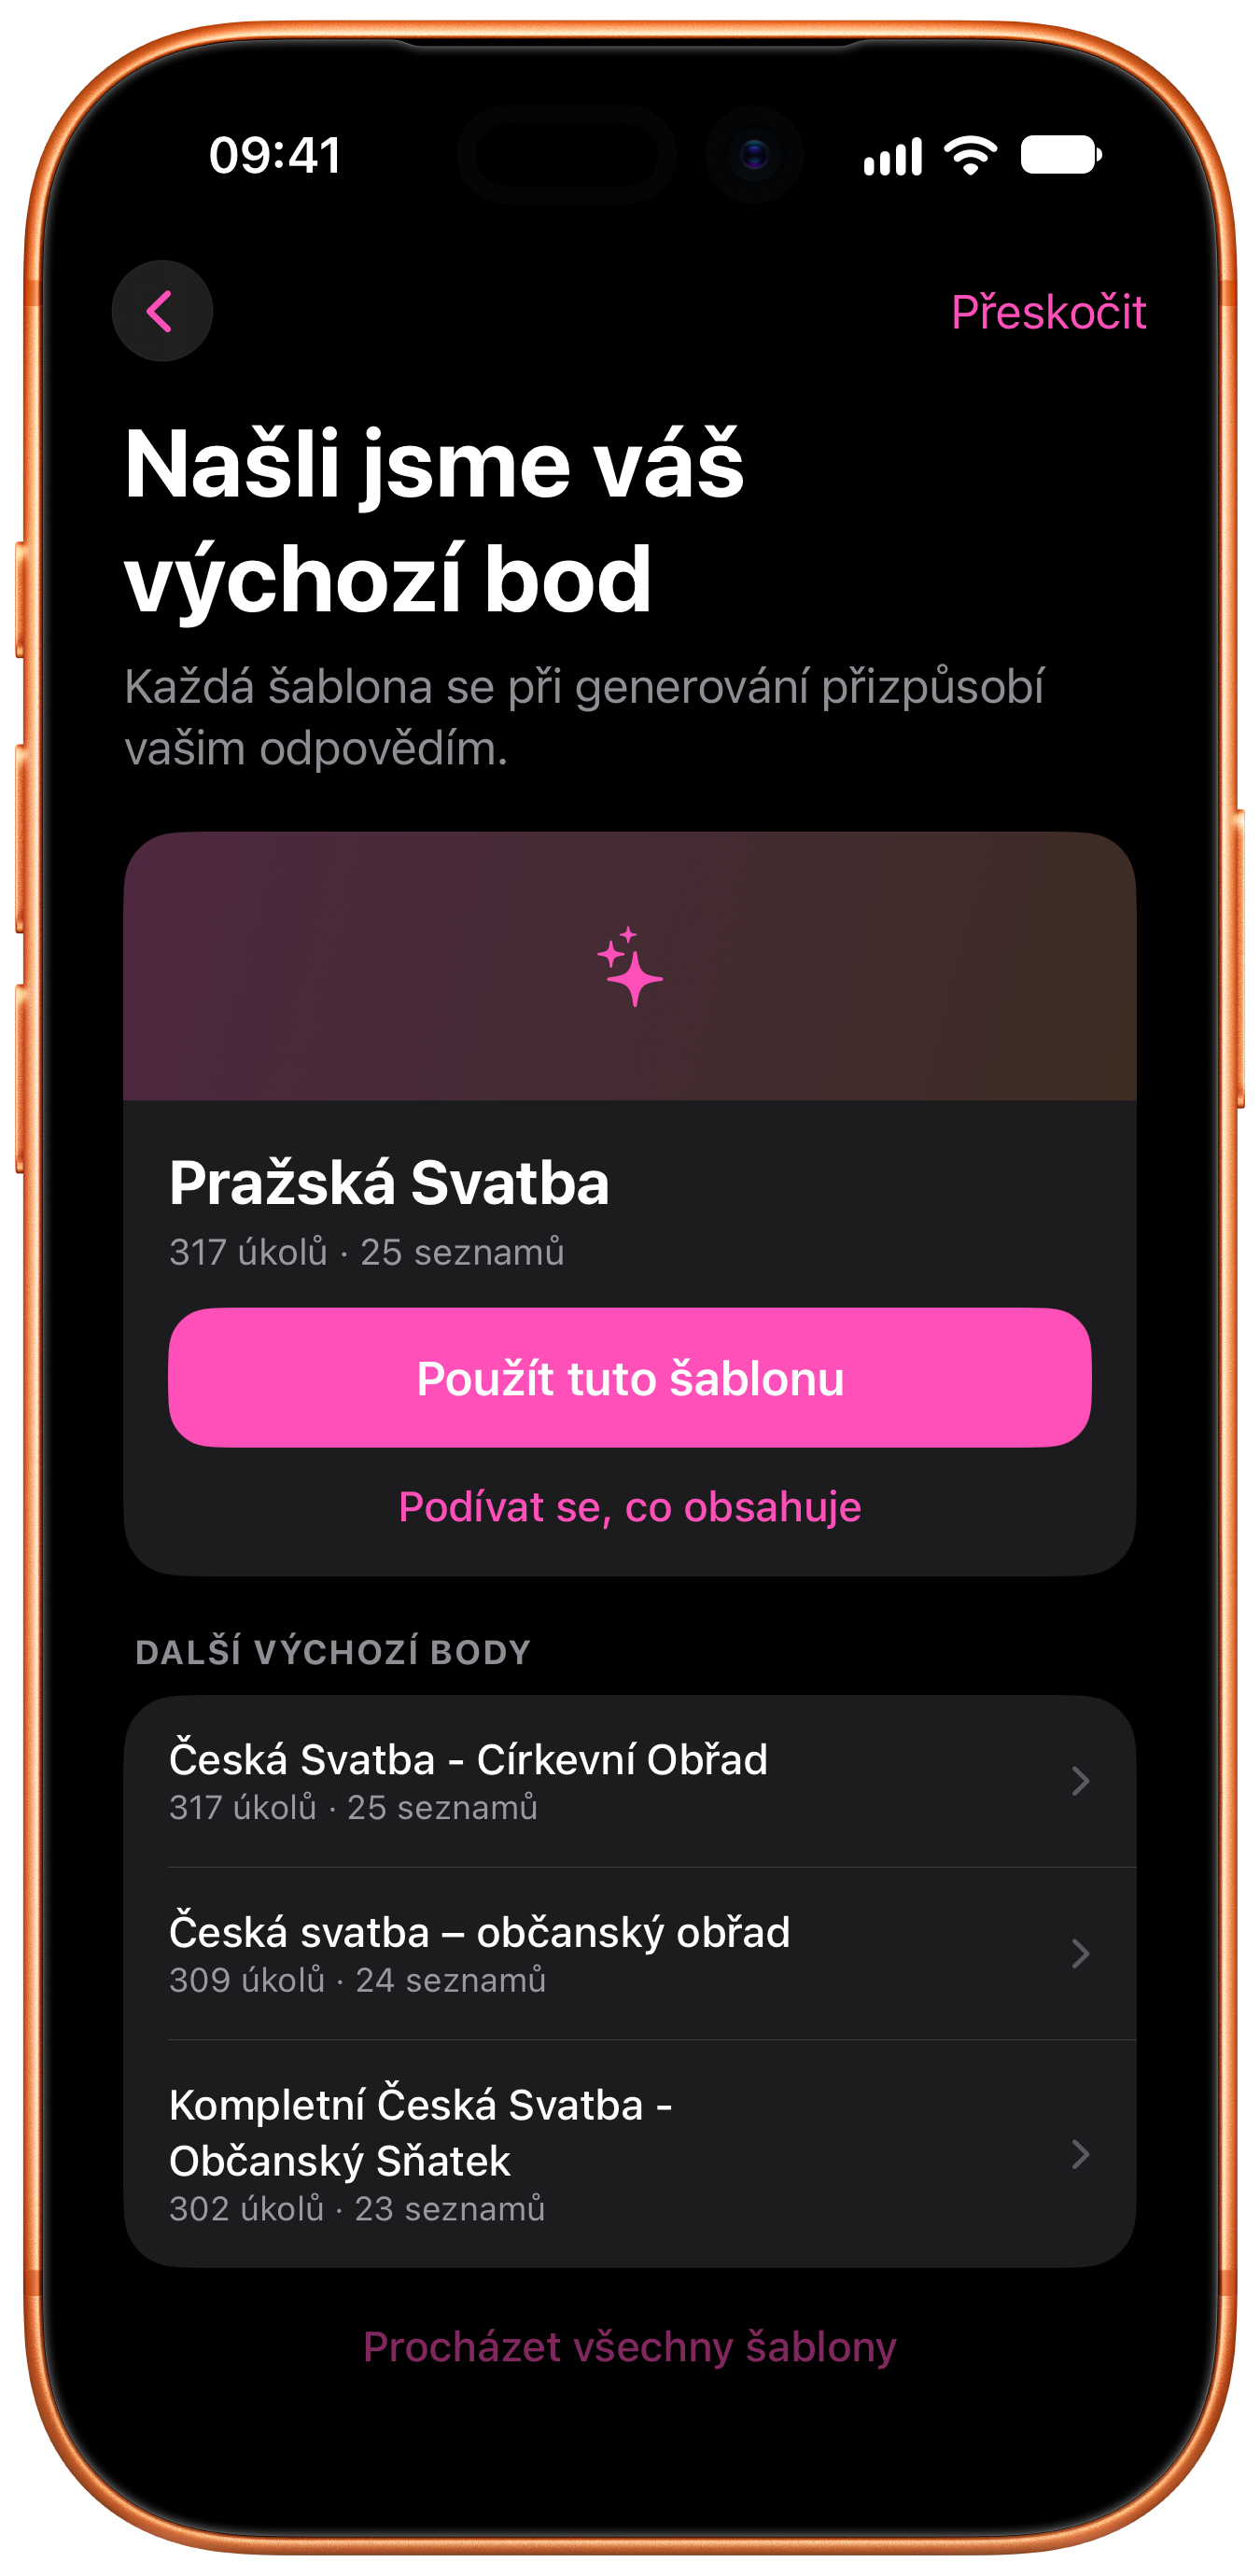 09:41
Přeskočit
Našli jsme váš
výchozí bod
Každá šablona se při generování přizpůsobí
vašim odpovědím.
Pražská Svatba
317 úkolů · 25 seznamů
Použít tuto šablonu
Podívat se, co obsahuje
DALŠÍ VÝCHOZÍ BODY
Česká Svatba - Církevní Obřad
317 úkolů · 25 seznamů
Česká svatba – občanský obřad
309 úkolů · 24 seznamů
Kompletní Česká Svatba -
Občanský Sňatek
302 úkolů · 23 seznamů
Procházet všechny šablony